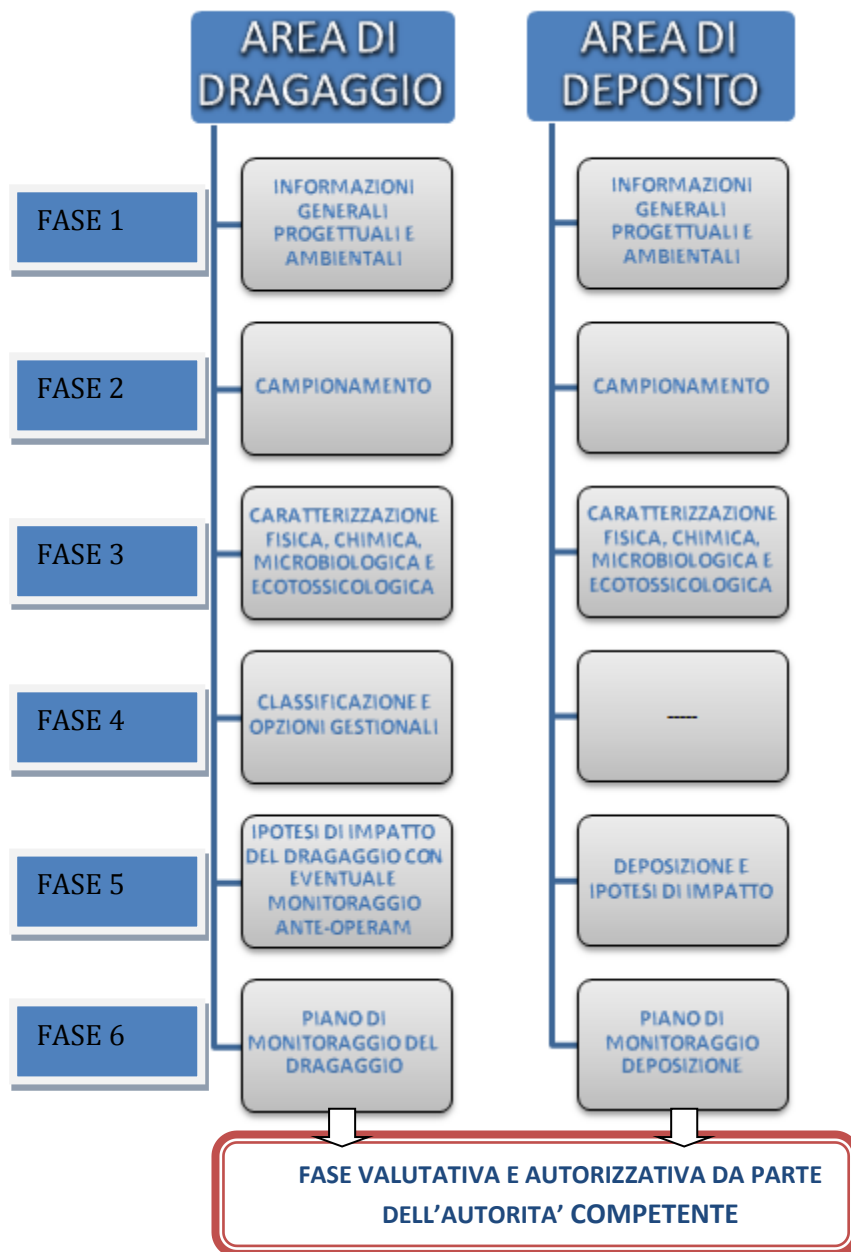 AREA DI
DRAGAGGIO
AREA DI
DEPOSITO
FASE 1
INFORMAZIONI
GENERALI
PROGETTUALI E
AMBIENTALI
INFORMAZIONI
GENERALI
PROGETTUALI E
AMBIENTALI
FASE 2
CAMPIONAMENTO
CAMPIONAMENTO
FASE 3
CARATTERIZZAZIONE
FISICA, CHIMICA,
MICROBIOLOGICA E
ECOTOSSICOLOGICA
CARATTERIZZAZIONE
FISICA, CHIMICA,
MICROBIOLOGICA E
ECOTOSSICOLOGICA
FASE 4
CLASSIFICAZIONE E
OPZIONI GESTIONALI
-----
FASE 5
IPOTESI DI IMPATTO
DEL DRAGAGGIO CON
EVENTUALE
MONITORAGGIO
ANTE-OPERAM
DEPOSIZIONE E
IPOTESI DI IMPATTO
FASE 6
PIANO DI
MONITORAGGIO DEL
DRAGAGGIO
PIANO DI
MONITORAGGIO
DEPOSIZIONE
FASE VALUTATIVA E AUTORIZZATIVA DA PARTE
DELL’AUTORITA’ COMPETENTE